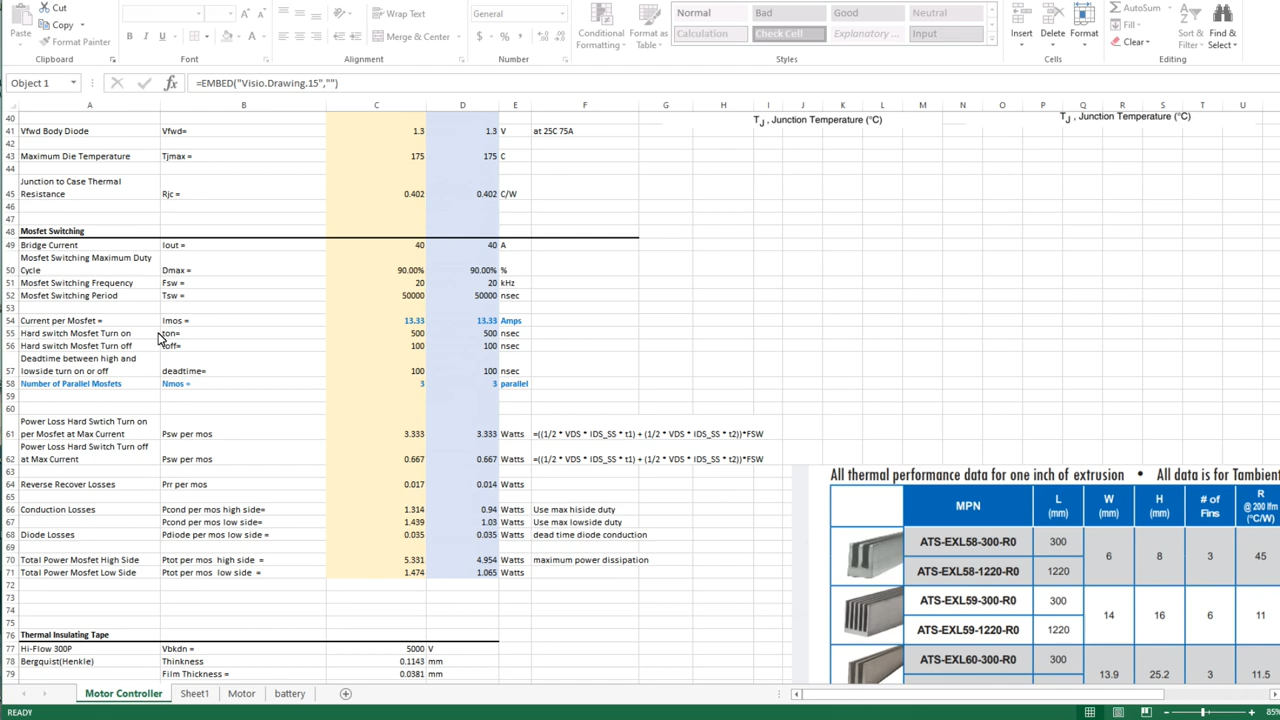 Cut
Copy
Paste
Format Painter
Clipboard
B I U
Font
Wrap Text
Merge & Center
Alignment
General
$ % ,
Number
Conditional Formatting
Format as Table
Normal Bad Good Neutral
Calculation Check Cell Explanatory ... Input
Styles
Insert Delete Format
Cells
AutoSum
Fill
Clear
Sort & Filter
Find & Select
Editing
Object 1 fx =EMBED("Visio.Drawing.15","")
A B C D E F G H I J K L M N O P Q R S T U
40 TJ , Junction Temperature (°C) TJ , Junction Temperature (°C)
41 Vfwd Body Diode Vfwd= 1.3 1.3 V at 25C 75A
42
43 Maximum Die Temperature Tjmax = 175 175 C
44
Junction to Case Thermal
45 Resistance Rjc = 0.402 0.402 C/W
46
47
48 Mosfet Switching
49 Bridge Current Iout = 40 40 A
Mosfet Switching Maximum Duty
50 Cycle Dmax = 90.00% 90.00% %
51 Mosfet Switching Frequency Fsw = 20 20 kHz
52 Mosfet Switching Period Tsw = 50000 50000 nsec
53
54 Current per Mosfet = Imos = 13.33 13.33 Amps
55 Hard switch Mosfet Turn on ton= 500 500 nsec
56 Hard switch Mosfet Turn off toff= 100 100 nsec
Deadtime between high and
57 lowside turn on or off deadtime= 100 100 nsec
58 Number of Parallel Mosfets Nmos = 3 3 parallel
59
60
Power Loss Hard Swtich Turn on
61 per Mosfet at Max Current Psw per mos 3.333 3.333 Watts =((1/2 * VDS * IDS_SS * t1) + (1/2 * VDS * IDS_SS * t2))*FSW
Power Loss Hard Switch Turn off
62 at Max Current Psw per mos 0.667 0.667 Watts =((1/2 * VDS * IDS_SS * t1) + (1/2 * VDS * IDS_SS * t2))*FSW
63
64 Reverse Recover Losses Prr per mos 0.017 0.014 Watts
65
66 Conduction Losses Pcond per mos high side= 1.314 0.94 Watts Use max hiside duty
67 Pcond per mos low side= 1.439 1.03 Watts Use max lowside duty
68 Diode Losses Pdiode per mos low side= 0.035 0.035 Watts dead time diode conduction
69
70 Total Power Mosfet High Side Ptot per mos high side = 5.331 4.954 Watts maximum power dissipation
71 Total Power Mosfet Low Side Ptot per mos low side = 1.474 1.065 Watts
72
73
74
75
76 Thermal Insulating Tape
77 Hi-Flow 300P Vbkdn = 5000 V
78 Bergquist(Henkle) Thinkness 0.1143 mm
79 Film Thickness = 0.0381 mm
All thermal performance data for one inch of extrusion • All data is for Tambient
MPN L (mm) W (mm) H (mm) # of Fins R @ 200 lfm (°C/W)
ATS-EXL58-300-R0 300 6 8 3 45
ATS-EXL58-1220-R0 1220
ATS-EXL59-300-R0 300 14 16 6 11
ATS-EXL59-1220-R0 1220
ATS-EXL60-300-R0 300 13.9 25.2 6 11.5
Motor Controller Sheet1 Motor battery
READY 85%